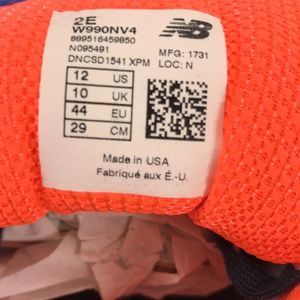 2E
W990NV4
889516459850
N095491
DNCSD1541 XPM
NB
MFG: 1731
LOC: N
12 US
10 UK
44 EU
29 CM
Made in USA
Fabriqué aux É.-U.